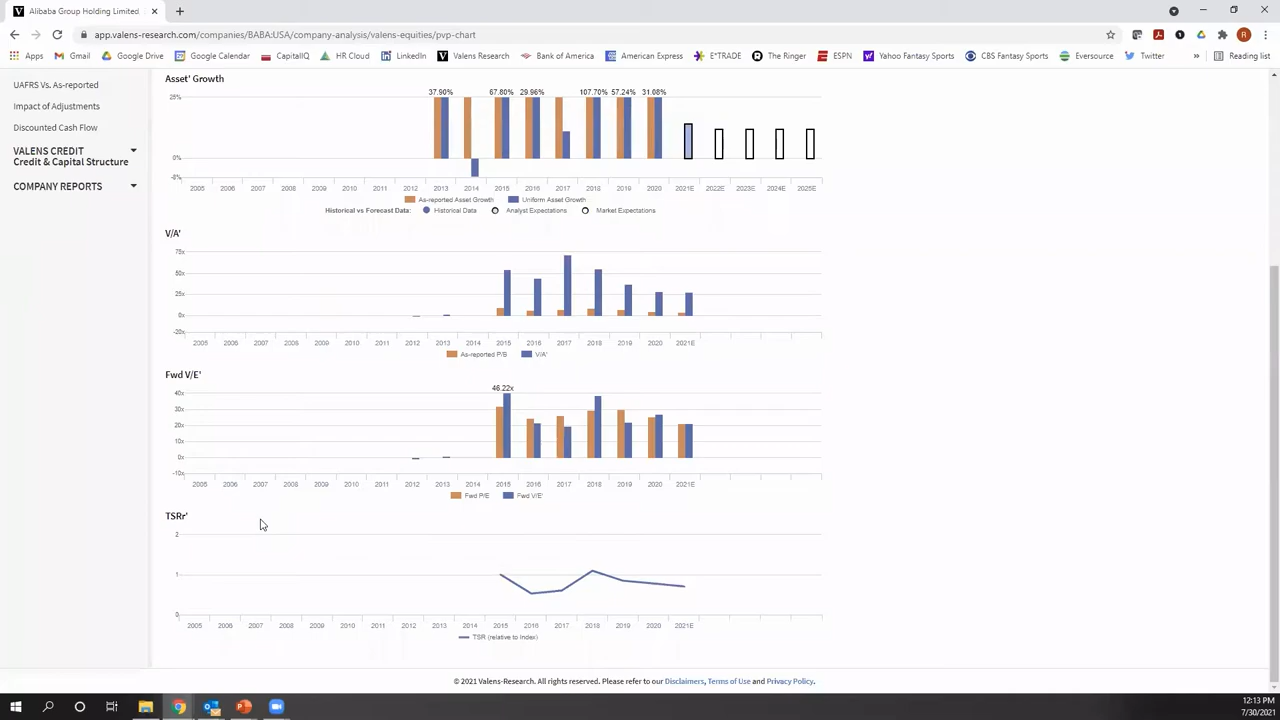 Alibaba Group Holding Limited
app.valens-research.com/companies/BABA:USA/company-analysis/valens-equities/pvp-chart
Apps Gmail Google Drive Google Calendar CapitalIQ HR Cloud LinkedIn Valens Research Bank of America American Express E*TRADE The Ringer ESPN Yahoo Fantasy Sports CBS Fantasy Sports Eversource Twitter » Reading list
UAFRS Vs. As-reported
Impact of Adjustments
Discounted Cash Flow
VALENS CREDIT
Credit & Capital Structure
COMPANY REPORTS
Asset' Growth
37.90% 67.80% 29.96% 107.70% 57.24% 31.08%
25%
0%
-8%
2005 2006 2007 2008 2009 2010 2011 2012 2013 2014 2015 2016 2017 2018 2019 2020 2021E 2022E 2023E 2024E 2025E
As-reported Asset Growth Uniform Asset Growth
Historical vs Forecast Data: Historical Data Analyst Expectations Market Expectations
V/A'
75x
50x
25x
0x
-20x
2005 2006 2007 2008 2009 2010 2011 2012 2013 2014 2015 2016 2017 2018 2019 2020 2021E
As-reported P/B V/A'
Fwd V/E'
46.22x
40x
30x
20x
10x
0x
-10x
2005 2006 2007 2008 2009 2010 2011 2012 2013 2014 2015 2016 2017 2018 2019 2020 2021E
Fwd P/E Fwd V/E'
TSRr'
2
1
0
2005 2006 2007 2008 2009 2010 2011 2012 2013 2014 2015 2016 2017 2018 2019 2020 2021E
TSR (relative to Index)
© 2021 Valens-Research. All rights reserved. Please refer to our Disclaimers, Terms of Use and Privacy Policy.
12:13 PM
7/30/2021